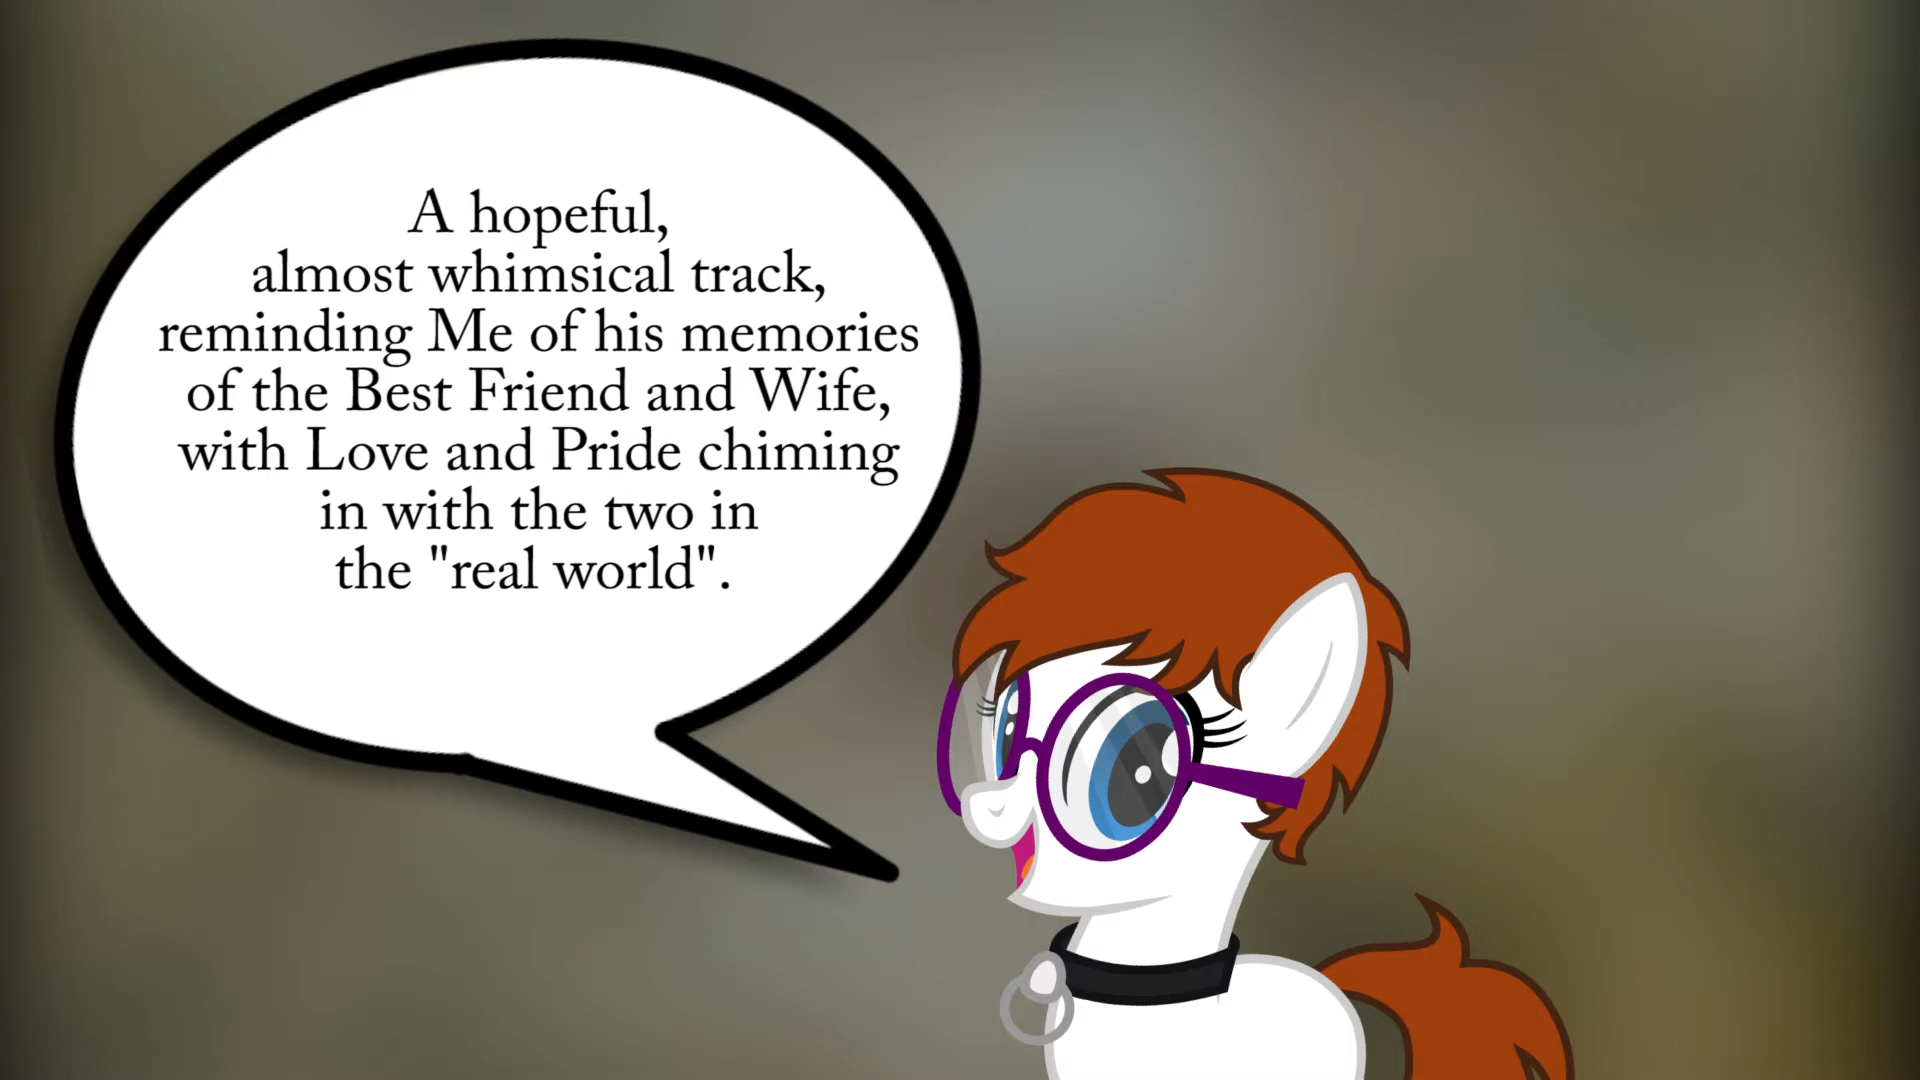 A hopeful,
almost whimsical track,
reminding Me of his memories
of the Best Friend and Wife,
with Love and Pride chiming
in with the two in
the "real world".